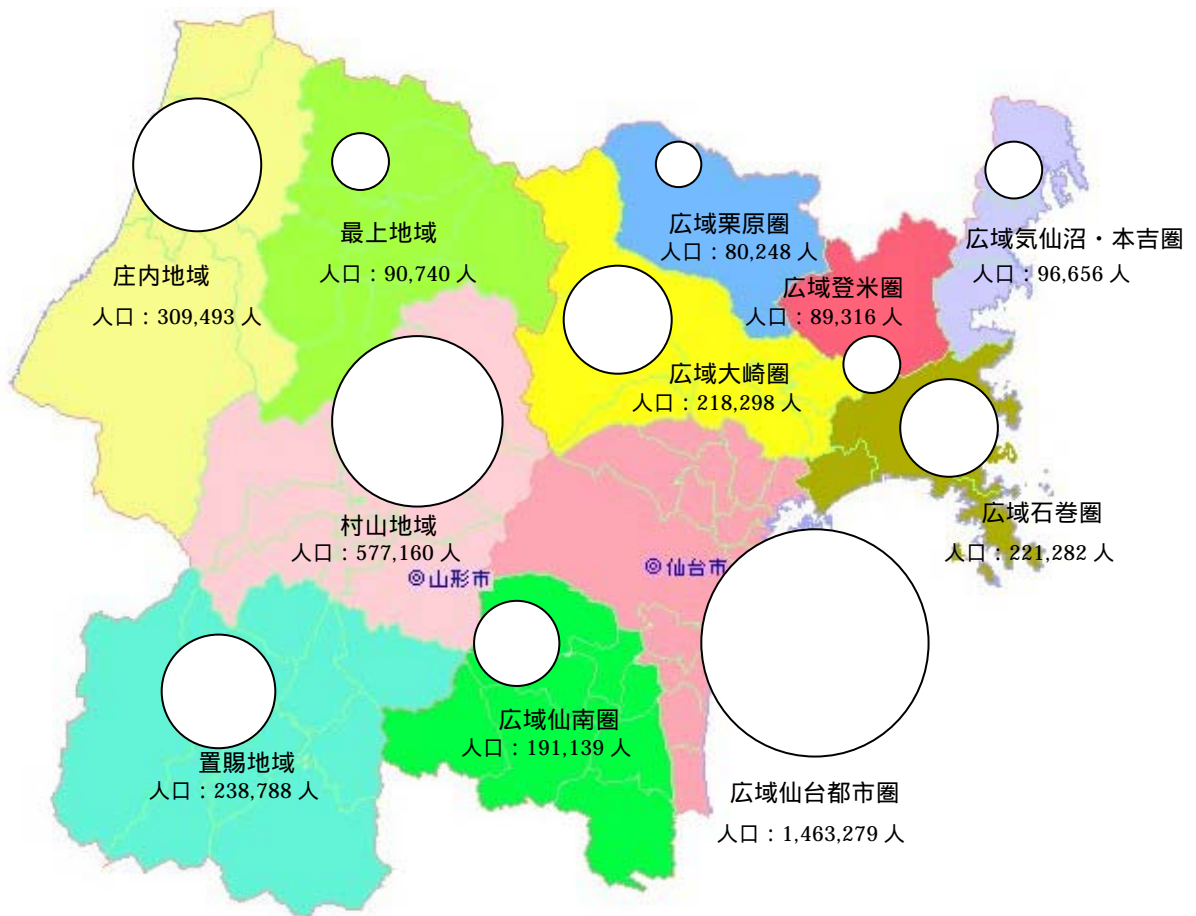 最上地域
人口：90,740 人
広域栗原圏
人口：80,248 人
広域気仙沼・本吉圏
人口：96,656 人
庄内地域
人口：309,493 人
広域登米圏
人口：89,316 人
広域大崎圏
人口：218,298 人
村山地域
人口：577,160 人
◎山形市
◎仙台市
広域石巻圏
人口：221,282 人
広域仙南圏
人口：191,139 人
置賜地域
人口：238,788 人
広域仙台都市圏
人口：1,463,279 人